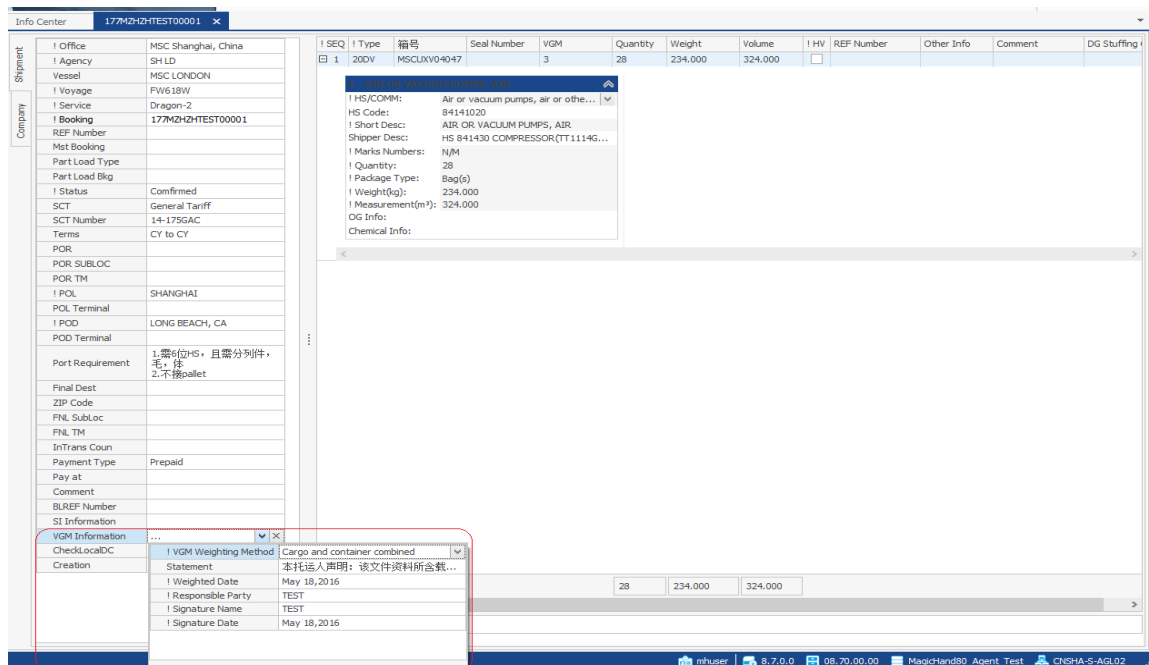 Info Center 177MZHZHTEST00001 ×
Shipment
Company
! Office MSC Shanghai, China
! Agency SH LD
Vessel MSC LONDON
! Voyage FW618W
! Service Dragon-2
! Booking 177MZHZHTEST00001
REF Number
Mst Booking
Part Load Type
Part Load Bkg
! Status Comfirmed
SCT General Tariff
SCT Number 14-175GAC
Terms CY to CY
POR
POR SUBLOC
POR TM
! POL SHANGHAI
POL Terminal
! POD LONG BEACH, CA
POD Terminal
Port Requirement 1.需6位HS，且需分列件，
毛，体
2.不接pallet
Final Dest
ZIP Code
FNL SubLoc
FNL TM
InTrans Coun
Payment Type Prepaid
Pay at
Comment
BLREF Number
SI Information
VGM Information ...
CheckLocalDC
Creation
! VGM Weighting Method Cargo and container combined
Statement 本托运人声明：该文件资料所含载...
! Weighted Date May 18,2016
! Responsible Party TEST
! Signature Name TEST
! Signature Date May 18,2016
! SEQ ! Type 箱号 Seal Number VGM Quantity Weight Volume ! HV REF Number Other Info Comment DG Stuffing
1 20DV MSCUXV04047 3 28 234.000 324.000
! HS/COMM: Air or vacuum pumps, air or othe...
HS Code: 84141020
! Short Desc: AIR OR VACUUM PUMPS, AIR
Shipper Desc: HS 841430 COMPRESSOR(TT1114G...
! Marks Numbers: N/M
! Quantity: 28
! Package Type: Bag(s)
! Weight(kg): 234.000
! Measurement(m³): 324.000
OG Info:
Chemical Info:
28 234.000 324.000
mhuser 8.7.0.0 08.70.00.00 MagicHand80_Agent_Test CNSHA-S-AGL02